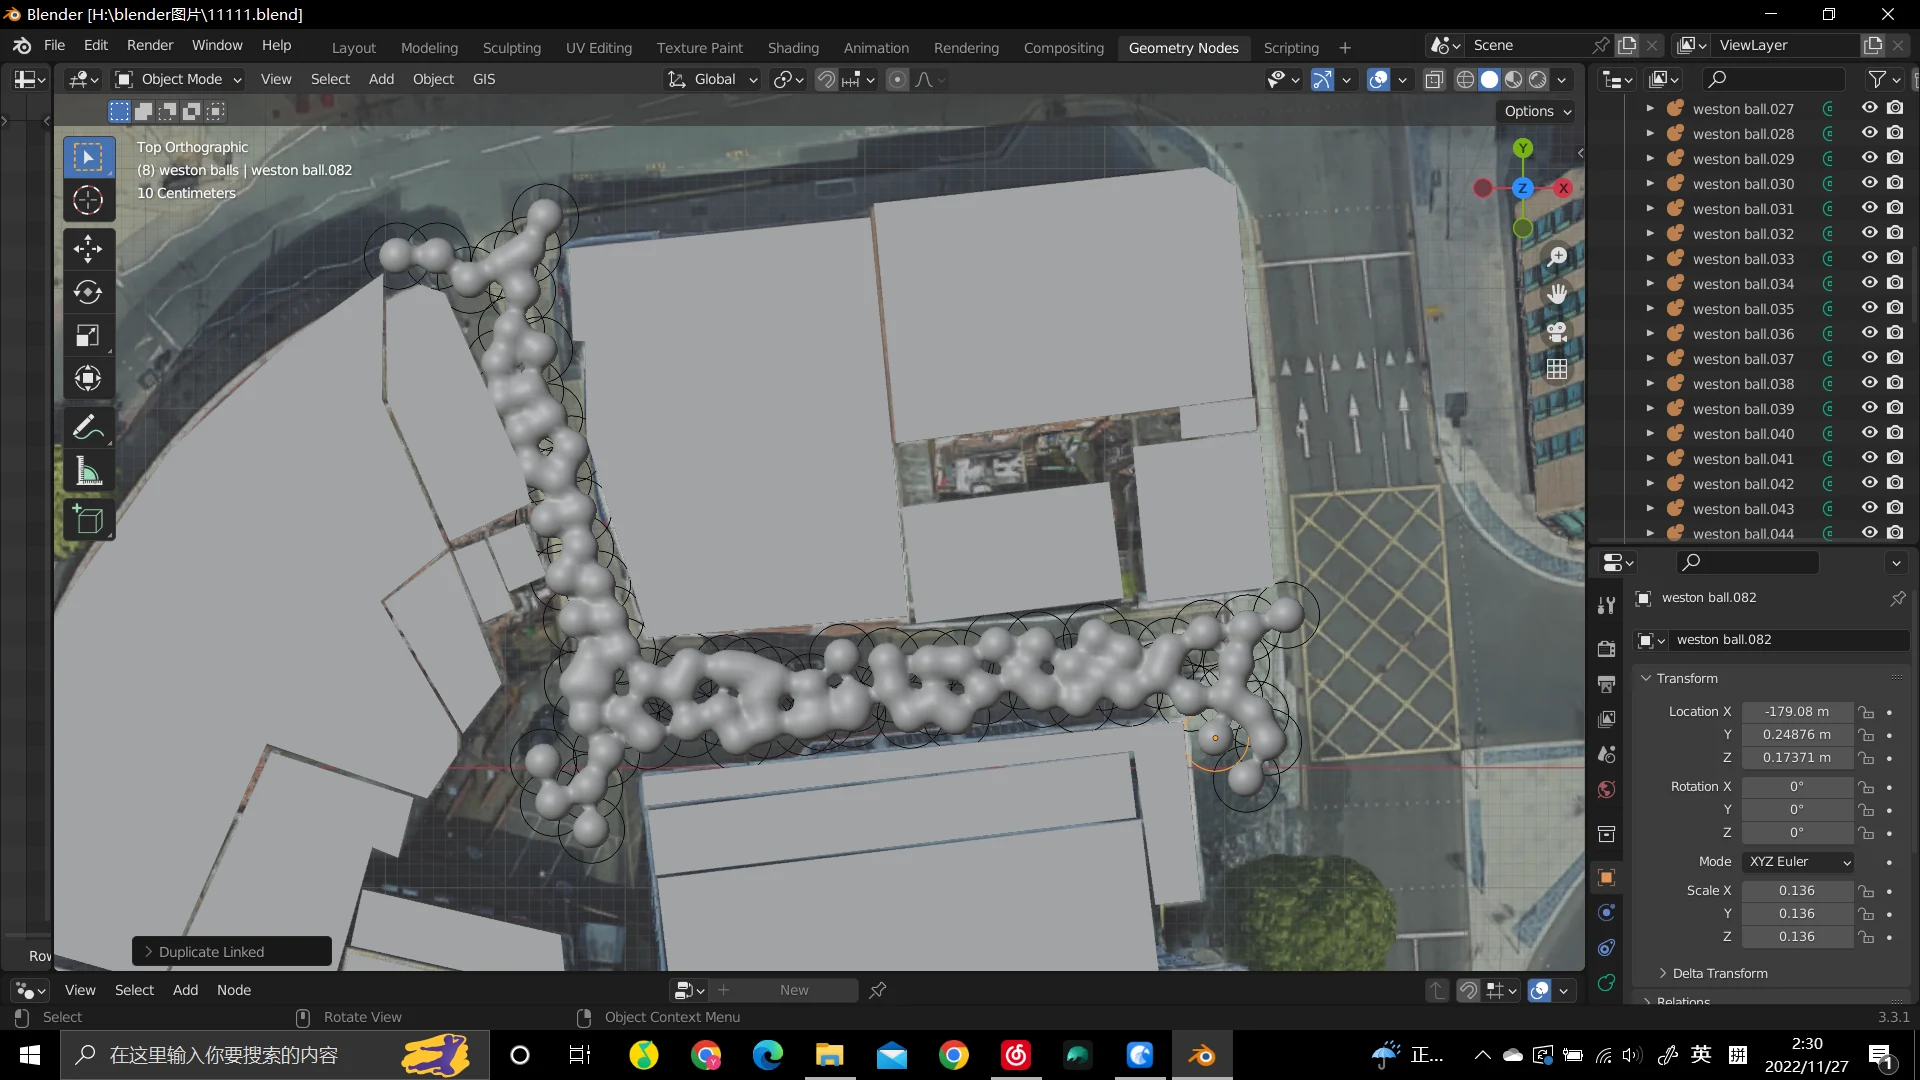 Blender [H:\blender图片\11111.blend]
File Edit Render Window Help
Layout Modeling Sculpting UV Editing Texture Paint Shading Animation Rendering Compositing Geometry Nodes Scripting
Scene
ViewLayer
Object Mode View Select Add Object GIS
Global
Options
Top Orthographic
(8) weston balls | weston ball.082
10 Centimeters
Y
Z
X
weston ball.027
weston ball.028
weston ball.029
weston ball.030
weston ball.031
weston ball.032
weston ball.033
weston ball.034
weston ball.035
weston ball.036
weston ball.037
weston ball.038
weston ball.039
weston ball.040
weston ball.041
weston ball.042
weston ball.043
weston ball.044
weston ball.082
weston ball.082
Transform
Location X -179.08 m
Y 0.24876 m
Z 0.17371 m
Rotation X 0°
Y 0°
Z 0°
Mode XYZ Euler
Scale X 0.136
Y 0.136
Z 0.136
Delta Transform
Relations
Duplicate Linked
Rov
View Select Add Node
New
Select
Rotate View
Object Context Menu
3.3.1
在这里输入你要搜索的内容
正...
英
拼
2:30
2022/11/27
1